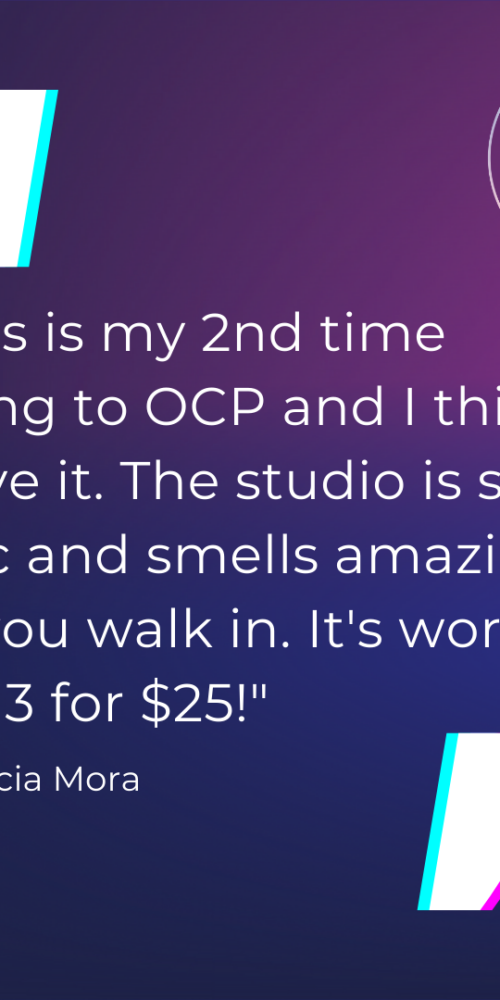 s is my 2nd time
ng to OCP and I thi
ve it. The studio is s
c and smells amazi
you walk in. It's wor
3 for $25!"
cia Mora